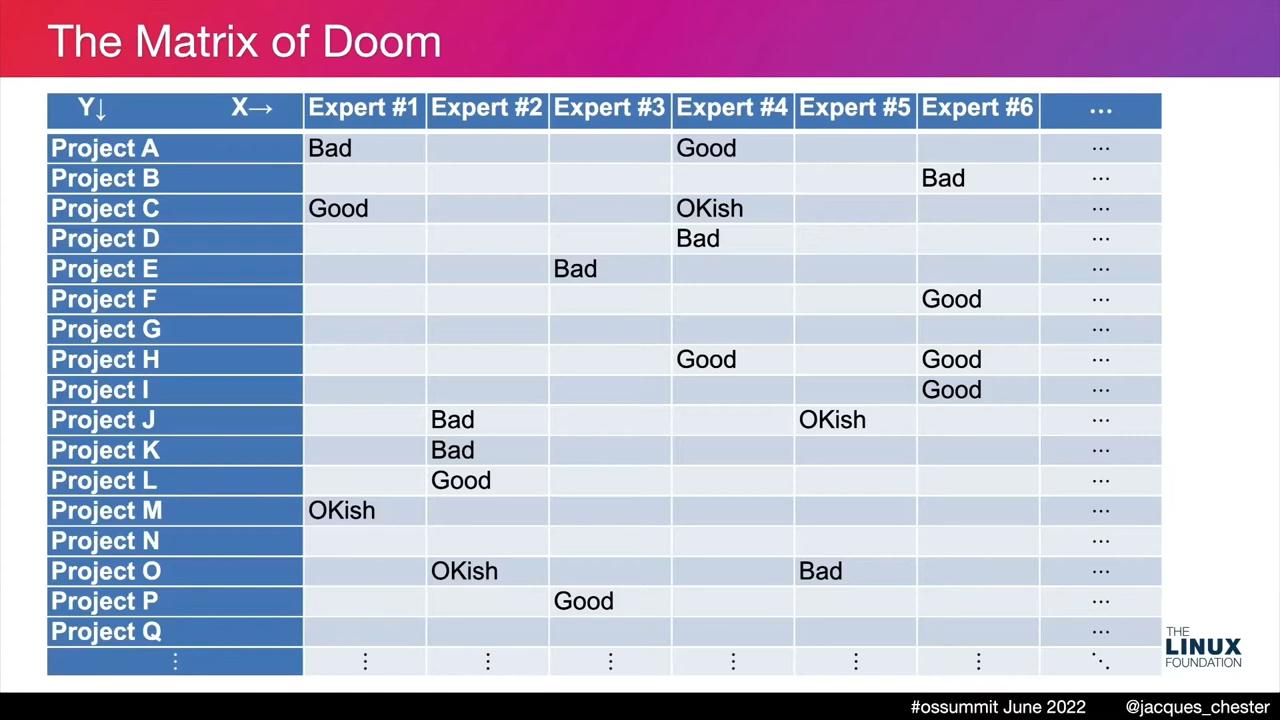 The Matrix of Doom
Y↓ X→ Expert #1 Expert #2 Expert #3 Expert #4 Expert #5 Expert #6 ...
Project A Bad Good ...
Project B Bad ...
Project C Good OKish ...
Project D Bad ...
Project E Bad ...
Project F Good ...
Project G ...
Project H Good Good ...
Project I Good ...
Project J Bad OKish ...
Project K Bad ...
Project L Good ...
Project M OKish ...
Project N ...
Project O OKish Bad ...
Project P Good ...
Project Q ...
⋮ ⋮ ⋮ ⋮ ⋮ ⋮ ⋮ ⋱
THE
LINUX
FOUNDATION
#ossummit June 2022 @jacques_chester